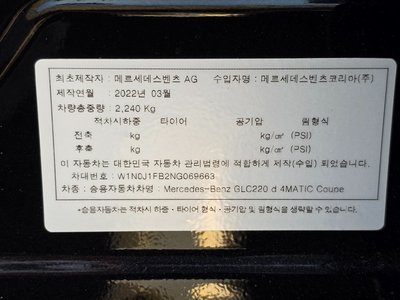 최초제작자 : 메르세데스벤츠 AG 수입자명 : 메르세데스벤츠코리아(주)
제작연월 : 2022년 03월
차량총중량 : 2,240 Kg
적차시하중 타이어 공기압 림형식
전축 kg kg/㎠ (PSI)
후축 kg kg/㎠ (PSI)
이 자동차는 대한민국 자동차 관리법령에 적합하게 제작(수입) 되었습니다.
차대번호 : W1N0J1FB2NG069663
차종 : 승용자동차차명 : Mercedes-Benz GLC220 d 4MATIC Coupe
*승용자동차는 적차시 하중 · 타이어 형식 · 공기압 및 림형식을 생략할 수 있습니다.